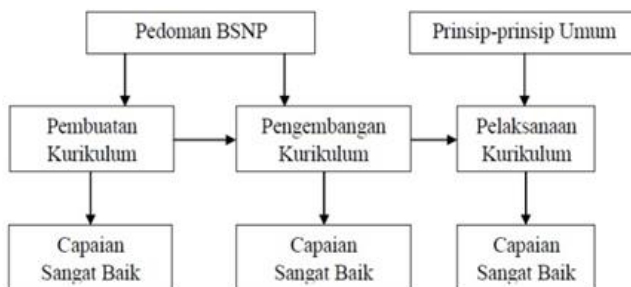 Pedoman BSNP
Prinsip-prinsip Umum
Pembuatan
Kurikulum
Pengembangan
Kurikulum
Pelaksanaan
Kurikulum
Capaian
Sangat Baik
Capaian
Sangat Baik
Capaian
Sangat Baik